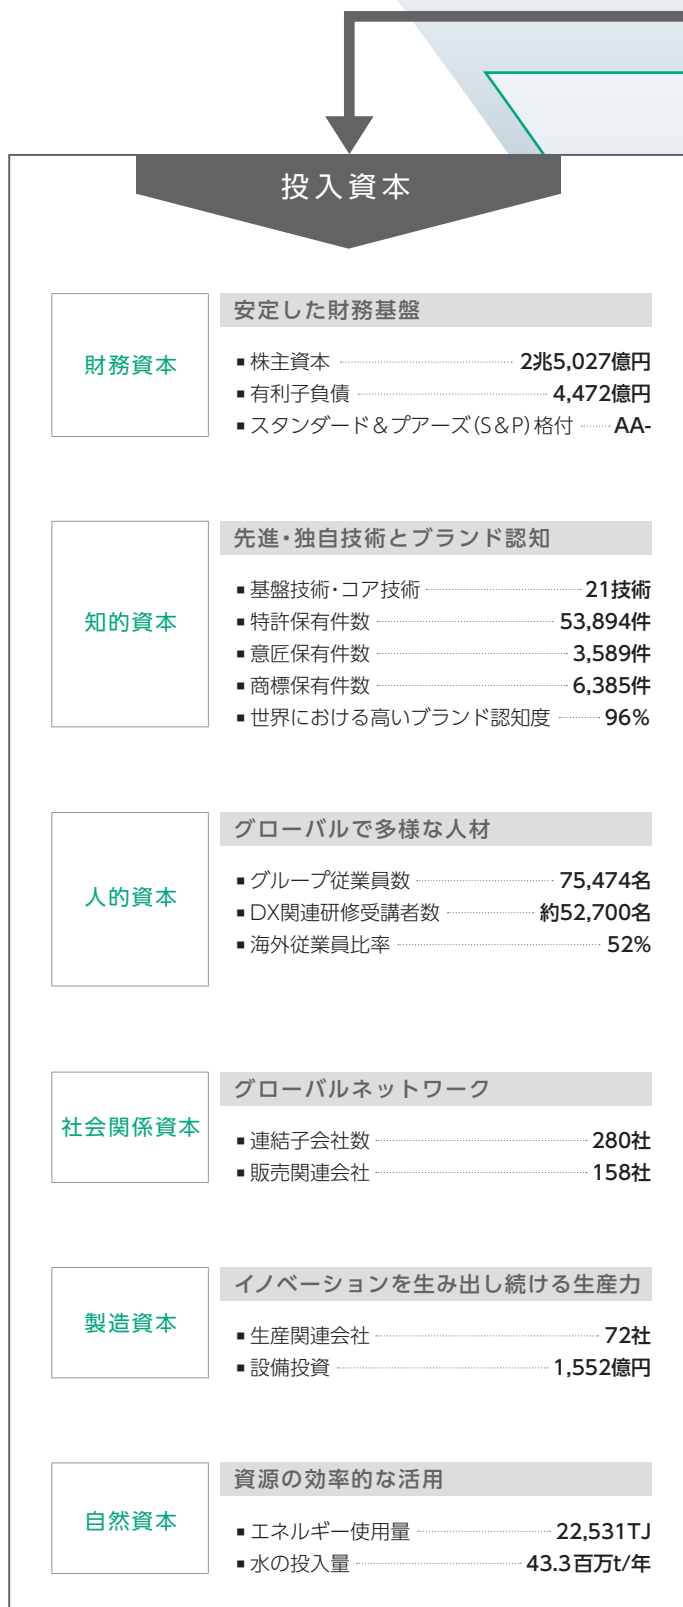 投入資本
財務資本
安定した財務基盤
■ 株主資本 2兆5,027億円
■ 有利子負債 4,472億円
■ スタンダード&プアーズ(S&P)格付 AA-
知的資本
先進・独自技術とブランド認知
■ 基盤技術・コア技術 21技術
■ 特許保有件数 53,894件
■ 意匠保有件数 3,589件
■ 商標保有件数 6,385件
■ 世界における高いブランド認知度 96%
人的資本
グローバルで多様な人材
■ グループ従業員数 75,474名
■ DX関連研修受講者数 約52,700名
■ 海外従業員比率 52%
社会関係資本
グローバルネットワーク
■ 連結子会社数 280社
■ 販売関連会社 158社
製造資本
イノベーションを生み出し続ける生産力
■ 生産関連会社 72社
■ 設備投資 1,552億円
自然資本
資源の効率的な活用
■ エネルギー使用量 22,531TJ
■ 水の投入量 43.3百万t/年